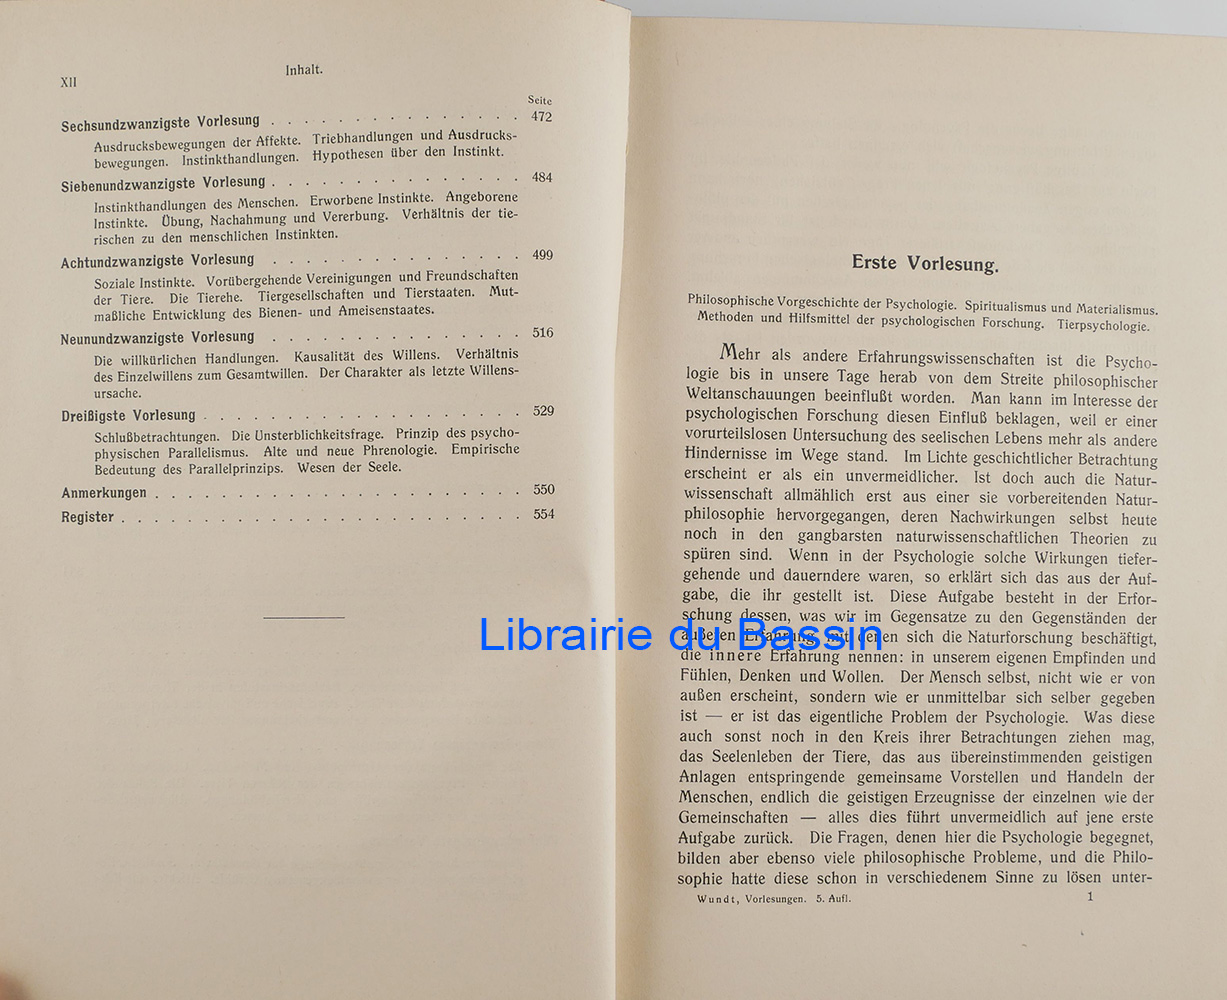 XII
Inhalt.
Seite
Sechsundzwanzigste Vorlesung . . . . . . . . . . . . . . . 472
Ausdrucksbewegungen der Affekte. Triebhandlungen und Ausdrucks-
bewegungen. Instinkthandlungen. Hypothesen über den Instinkt.
Siebenundzwanzigste Vorlesung . . . . . . . . . . . . . . . 484
Instinkthandlungen des Menschen. Erworbene Instinkte. Angeborene
Instinkte. Übung, Nachahmung und Vererbung. Verhältnis der tie-
rischen zu den menschlichen Instinkten.
Achtundzwanzigste Vorlesung . . . . . . . . . . . . . . . 499
Soziale Instinkte. Vorübergehende Vereinigungen und Freundschaften
der Tiere. Die Tierehe. Tiergesellschaften und Tierstaaten. Mut-
maßliche Entwicklung des Bienen- und Ameisenstaates.
Neunundzwanzigste Vorlesung . . . . . . . . . . . . . . . 516
Die willkürlichen Handlungen. Kausalität des Willens. Verhältnis
des Einzelwillens zum Gesamtwillen. Der Charakter als letzte Willens-
ursache.
Dreißigste Vorlesung . . . . . . . . . . . . . . . . . . 529
Schlußbetrachtungen. Die Unsterblichkeitsfrage. Prinzip des psycho-
physischen Parallelismus. Alte und neue Phrenologie. Empirische
Bedeutung des Parallelprinzips. Wesen der Seele.
Anmerkungen . . . . . . . . . . . . . . . . . . . . 550
Register . . . . . . . . . . . . . . . . . . . . . . 554
Erste Vorlesung.
Philosophische Vorgeschichte der Psychologie. Spiritualismus und Materialismus.
Methoden und Hilfsmittel der psychologischen Forschung. Tierpsychologie.
Mehr als andere Erfahrungswissenschaften ist die Psycho-
logie bis in unsere Tage herab von dem Streite philosophischer
Weltanschauungen beeinflußt worden. Man kann im Interesse der
psychologischen Forschung diesen Einfluß beklagen, weil er einer
vorurteilslosen Untersuchung des seelischen Lebens mehr als andere
Hindernisse im Wege stand. Im Lichte geschichtlicher Betrachtung
erscheint er als ein unvermeidlicher. Ist doch auch die Natur-
wissenschaft allmählich erst aus einer sie vorbereitenden Natur-
philosophie hervorgegangen, deren Nachwirkungen selbst heute
noch in den gangbarsten naturwissenschaftlichen Theorien zu
spüren sind. Wenn in der Psychologie solche Wirkungen tiefer-
gehende und dauerndere waren, so erklärt sich das aus der Auf-
gabe, die ihr gestellt ist. Diese Aufgabe besteht in der Erfor-
schung dessen, was wir im Gegensatze zu den Gegenständen der
äußeren Erfahrung, mit denen sich die Naturforschung beschäftigt,
die innere Erfahrung nennen: in unserem eigenen Empfinden und
Fühlen, Denken und Wollen. Der Mensch selbst, nicht wie er von
außen erscheint, sondern wie er unmittelbar sich selber gegeben
ist — er ist das eigentliche Problem der Psychologie. Was diese
auch sonst noch in den Kreis ihrer Betrachtungen ziehen mag,
das Seelenleben der Tiere, das aus übereinstimmenden geistigen
Anlagen entspringende gemeinsame Vorstellen und Handeln der
Menschen, endlich die geistigen Erzeugnisse der einzelnen wie der
Gemeinschaften — alles dies führt unvermeidlich auf jene erste
Aufgabe zurück. Die Fragen, denen hier die Psychologie begegnet,
bilden aber ebenso viele philosophische Probleme, und die Philo-
sophie hatte diese schon in verschiedenem Sinne zu lösen unter-
Wundt, Vorlesungen. 5. Aufl. 1
Librairie du Bassin